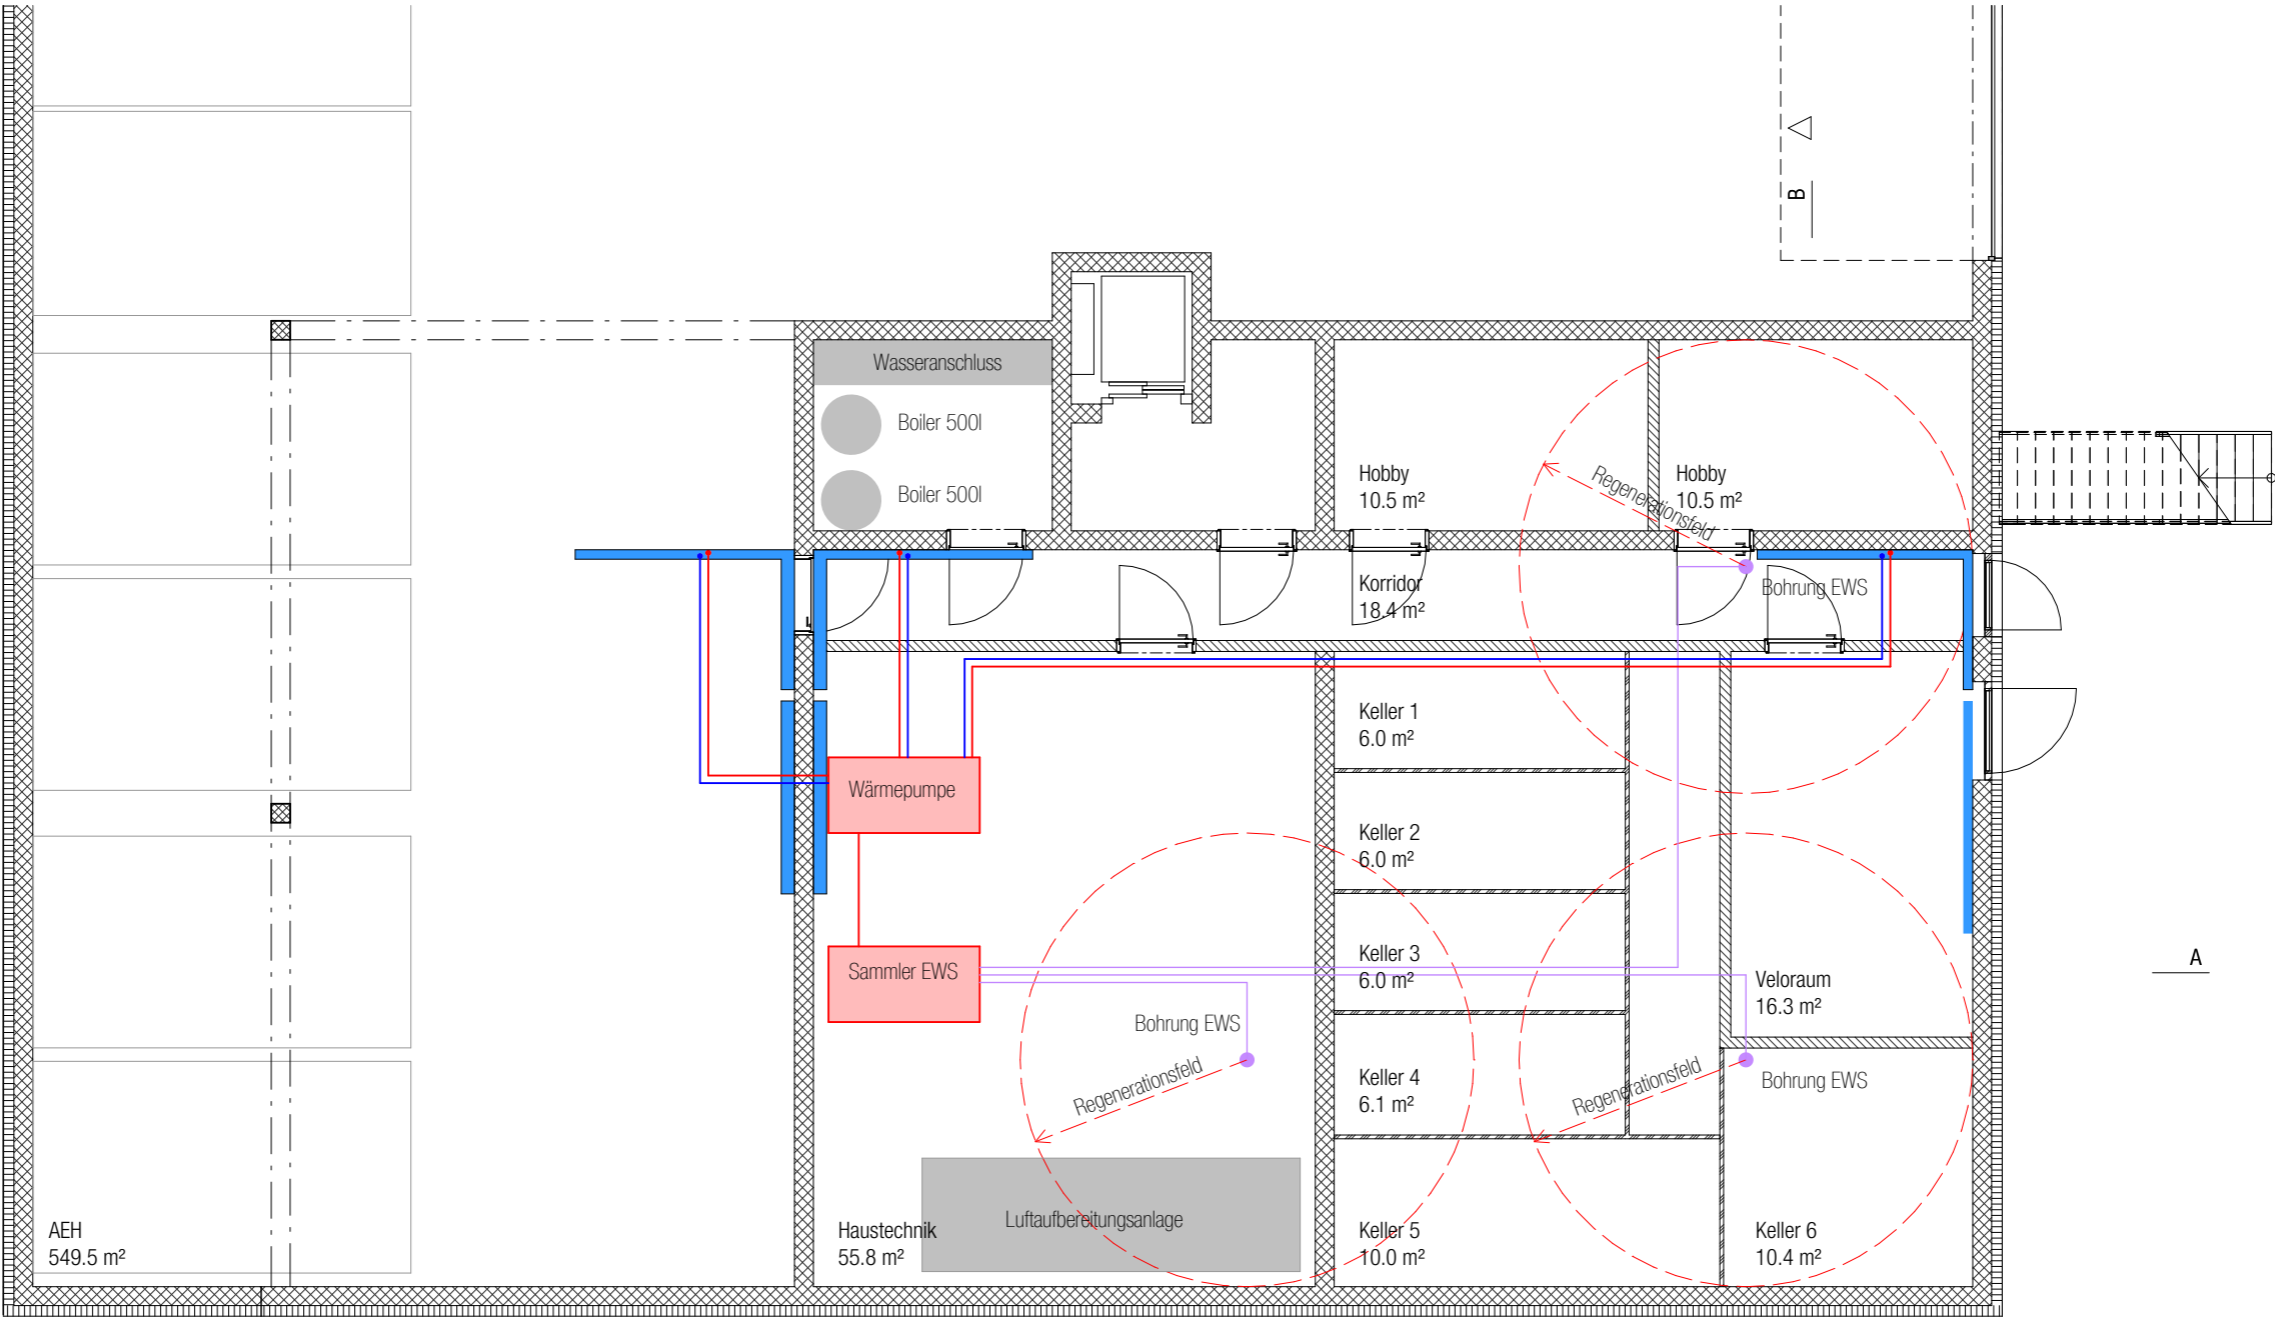 B
Wasseranschluss
Boiler 500l
Boiler 500l
Hobby
10.5 m²
Regenerationsfeld
Hobby
10.5 m²
Korridor
18.4 m²
Bohrung EWS
Keller 1
6.0 m²
Wärmepumpe
Keller 2
6.0 m²
Sammler EWS
Keller 3
6.0 m²
Veloraum
16.3 m²
A
Bohrung EWS
Regenerationsfeld
Keller 4
6.1 m²
Regenerationsfeld
Bohrung EWS
AEH
549.5 m²
Haustechnik
55.8 m²
Luftaufbereitungsanlage
Keller 5
10.0 m²
Keller 6
10.4 m²